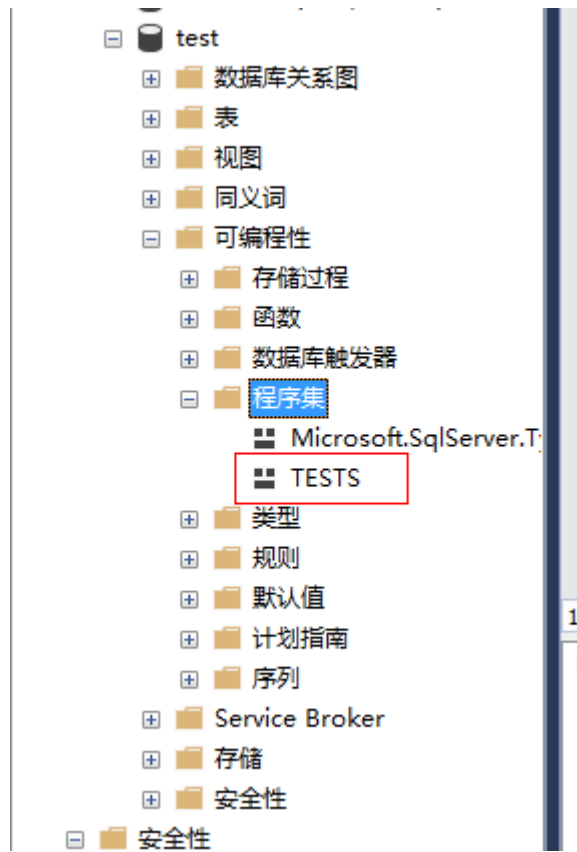 test
数据库关系图
表
视图
同义词
可编程性
存储过程
函数
数据库触发器
程序集
Microsoft.SqlServer.Ty
TESTS
类型
规则
默认值
计划指南
序列
Service Broker
存储
安全性
安全性
1